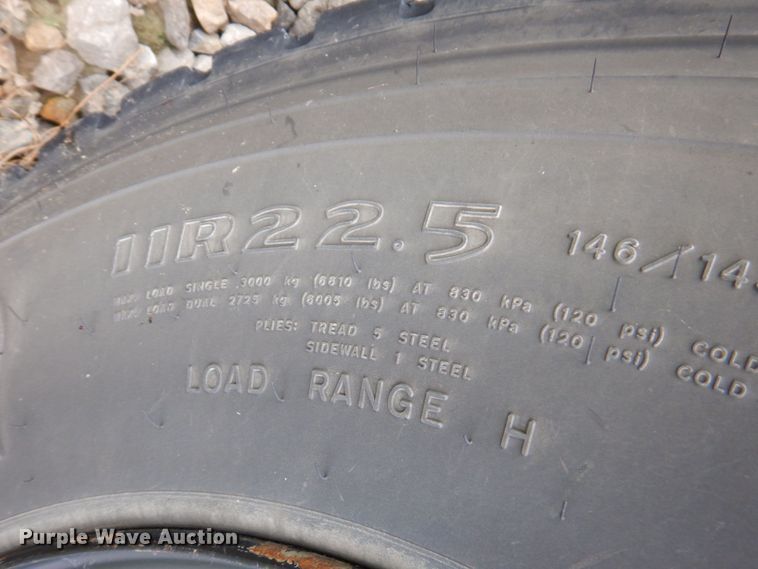 11R22.5
146/14
MAX. LOAD SINGLE 3000 kg (6610 lbs) AT 830 kPa (120 psi) COLD
MAX. LOAD DUAL 2725 kg (6005 lbs) AT 830 kPa (120 psi) COLD
PLIES: TREAD 5 STEEL
SIDEWALL 1 STEEL
LOAD RANGE H
Purple Wave Auction